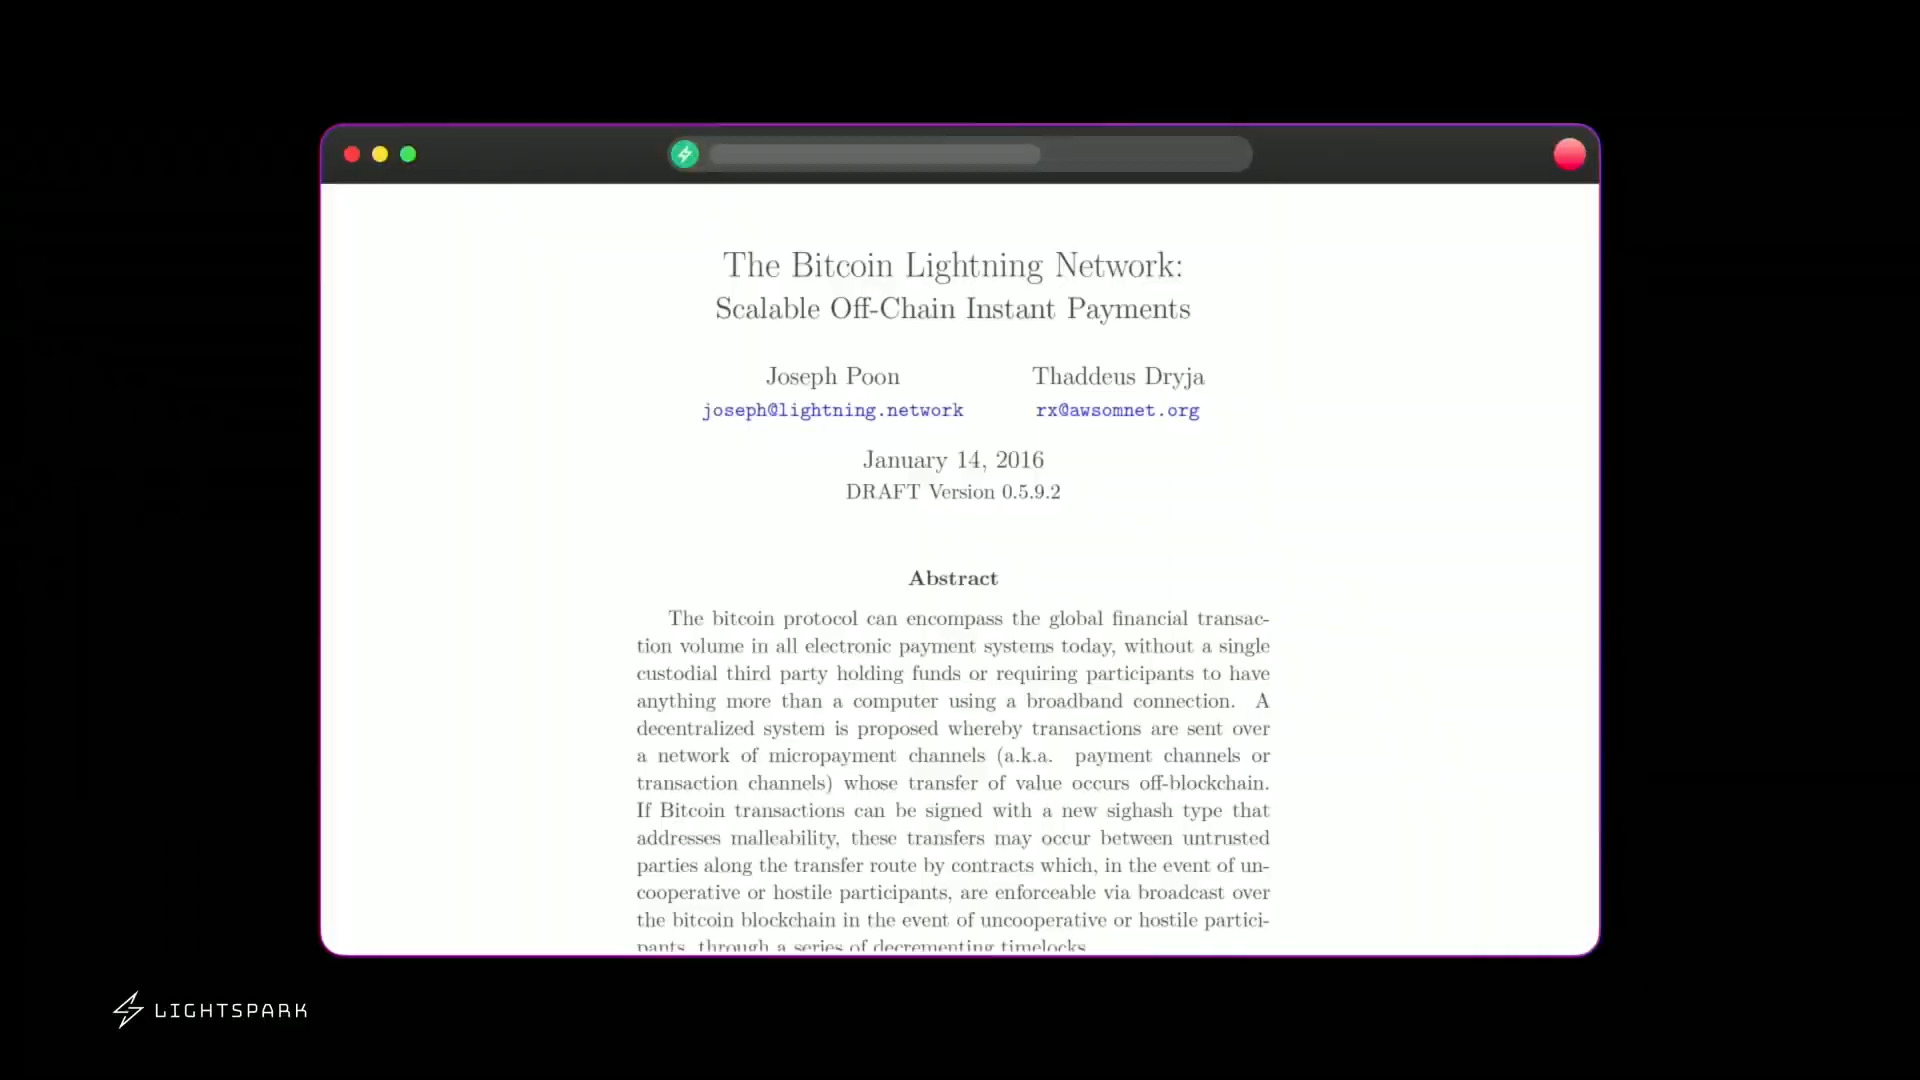 The Bitcoin Lightning Network:
Scalable Off-Chain Instant Payments
Joseph Poon
joseph@lightning.network
Thaddeus Dryja
rx@awsomnet.org
January 14, 2016
DRAFT Version 0.5.9.2
Abstract
The bitcoin protocol can encompass the global financial transac-
tion volume in all electronic payment systems today, without a single
custodial third party holding funds or requiring participants to have
anything more than a computer using a broadband connection. A
decentralized system is proposed whereby transactions are sent over
a network of micropayment channels (a.k.a. payment channels or
transaction channels) whose transfer of value occurs off-blockchain.
If Bitcoin transactions can be signed with a new sighash type that
addresses malleability, these transfers may occur between untrusted
parties along the transfer route by contracts which, in the event of un-
cooperative or hostile participants, are enforceable via broadcast over
the bitcoin blockchain in the event of uncooperative or hostile partici-
pants, through a series of decrementing timelocks.
LIGHTSPARK